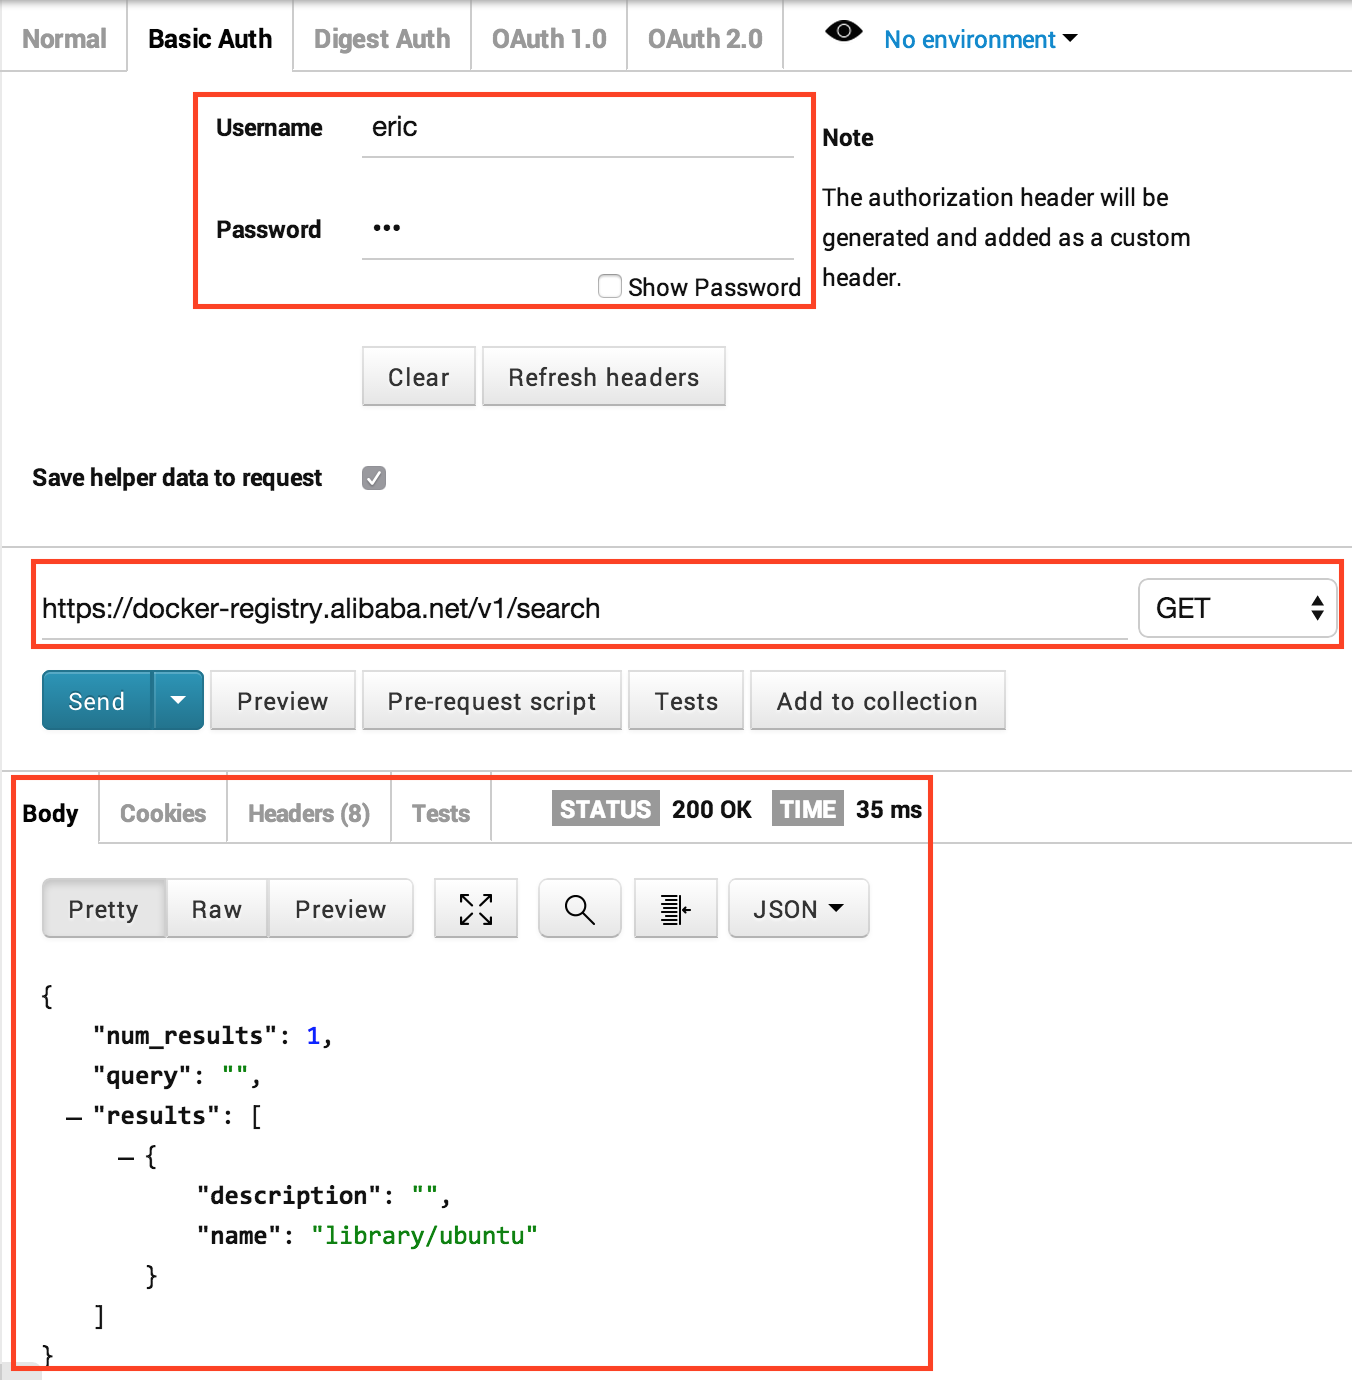 Normal Basic Auth Digest Auth OAuth 1.0 OAuth 2.0 No environment
Username eric
Password •••
Show Password
Note
The authorization header will be
generated and added as a custom
header.
Clear Refresh headers
Save helper data to request
https://docker-registry.alibaba.net/v1/search GET
Send Preview Pre-request script Tests Add to collection
Body Cookies Headers (8) Tests STATUS 200 OK TIME 35 ms
Pretty Raw Preview JSON
{
"num_results": 1,
"query": "",
"results": [
{
"description": "",
"name": "library/ubuntu"
}
]
}